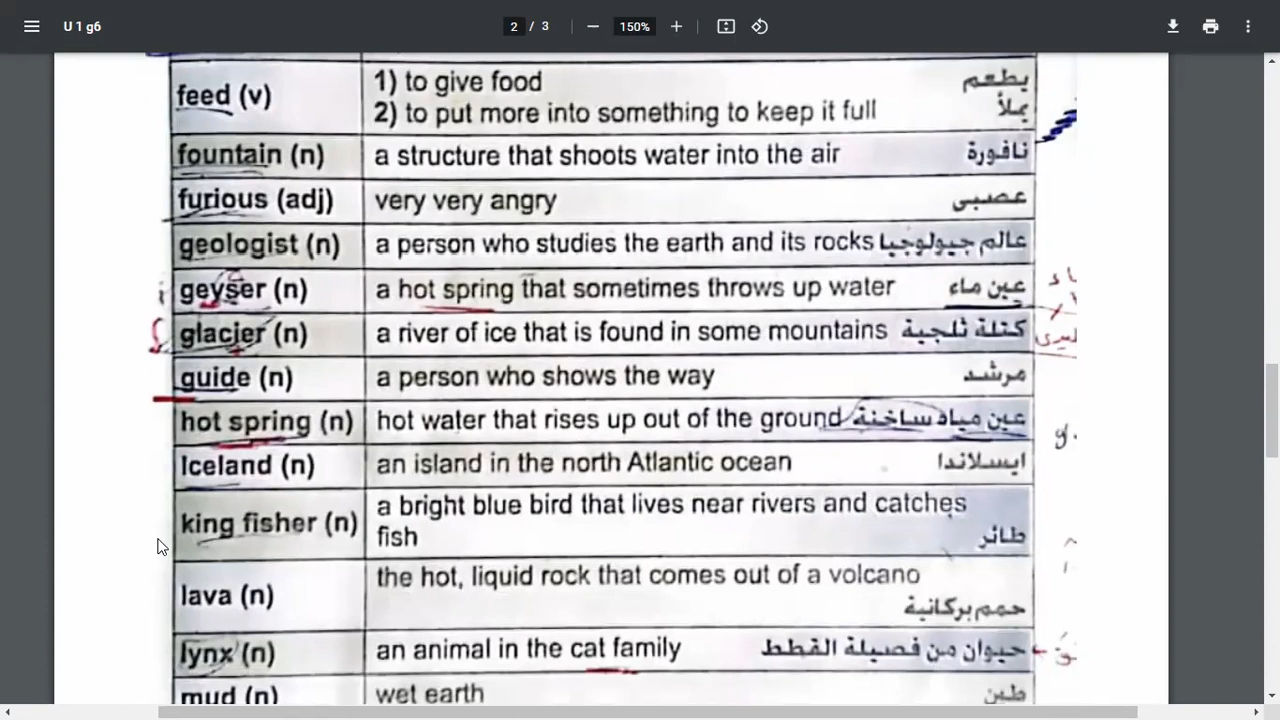 U 1 g6
2 / 3
150%
feed (v)
1) to give food
يطعم
2) to put more into something to keep it full
يملأ
fountain (n) a structure that shoots water into the air نافورة
furious (adj) very very angry عصبى
geologist (n) a person who studies the earth and its rocks عالم جيولوجيا
geyser (n) a hot spring that sometimes throws up water عين ماء
glacier (n) a river of ice that is found in some mountains كتلة ثلجية
guide (n) a person who shows the way مرشد
hot spring (n) hot water that rises up out of the ground عين مياه ساخنة
Iceland (n) an island in the north Atlantic ocean ايسلاندا
king fisher (n) a bright blue bird that lives near rivers and catches
fish طائر
lava (n) the hot, liquid rock that comes out of a volcano
حمم بركانية
lynx (n) an animal in the cat family حيوان من فصيلة القطط
mud (n) wet earth طين